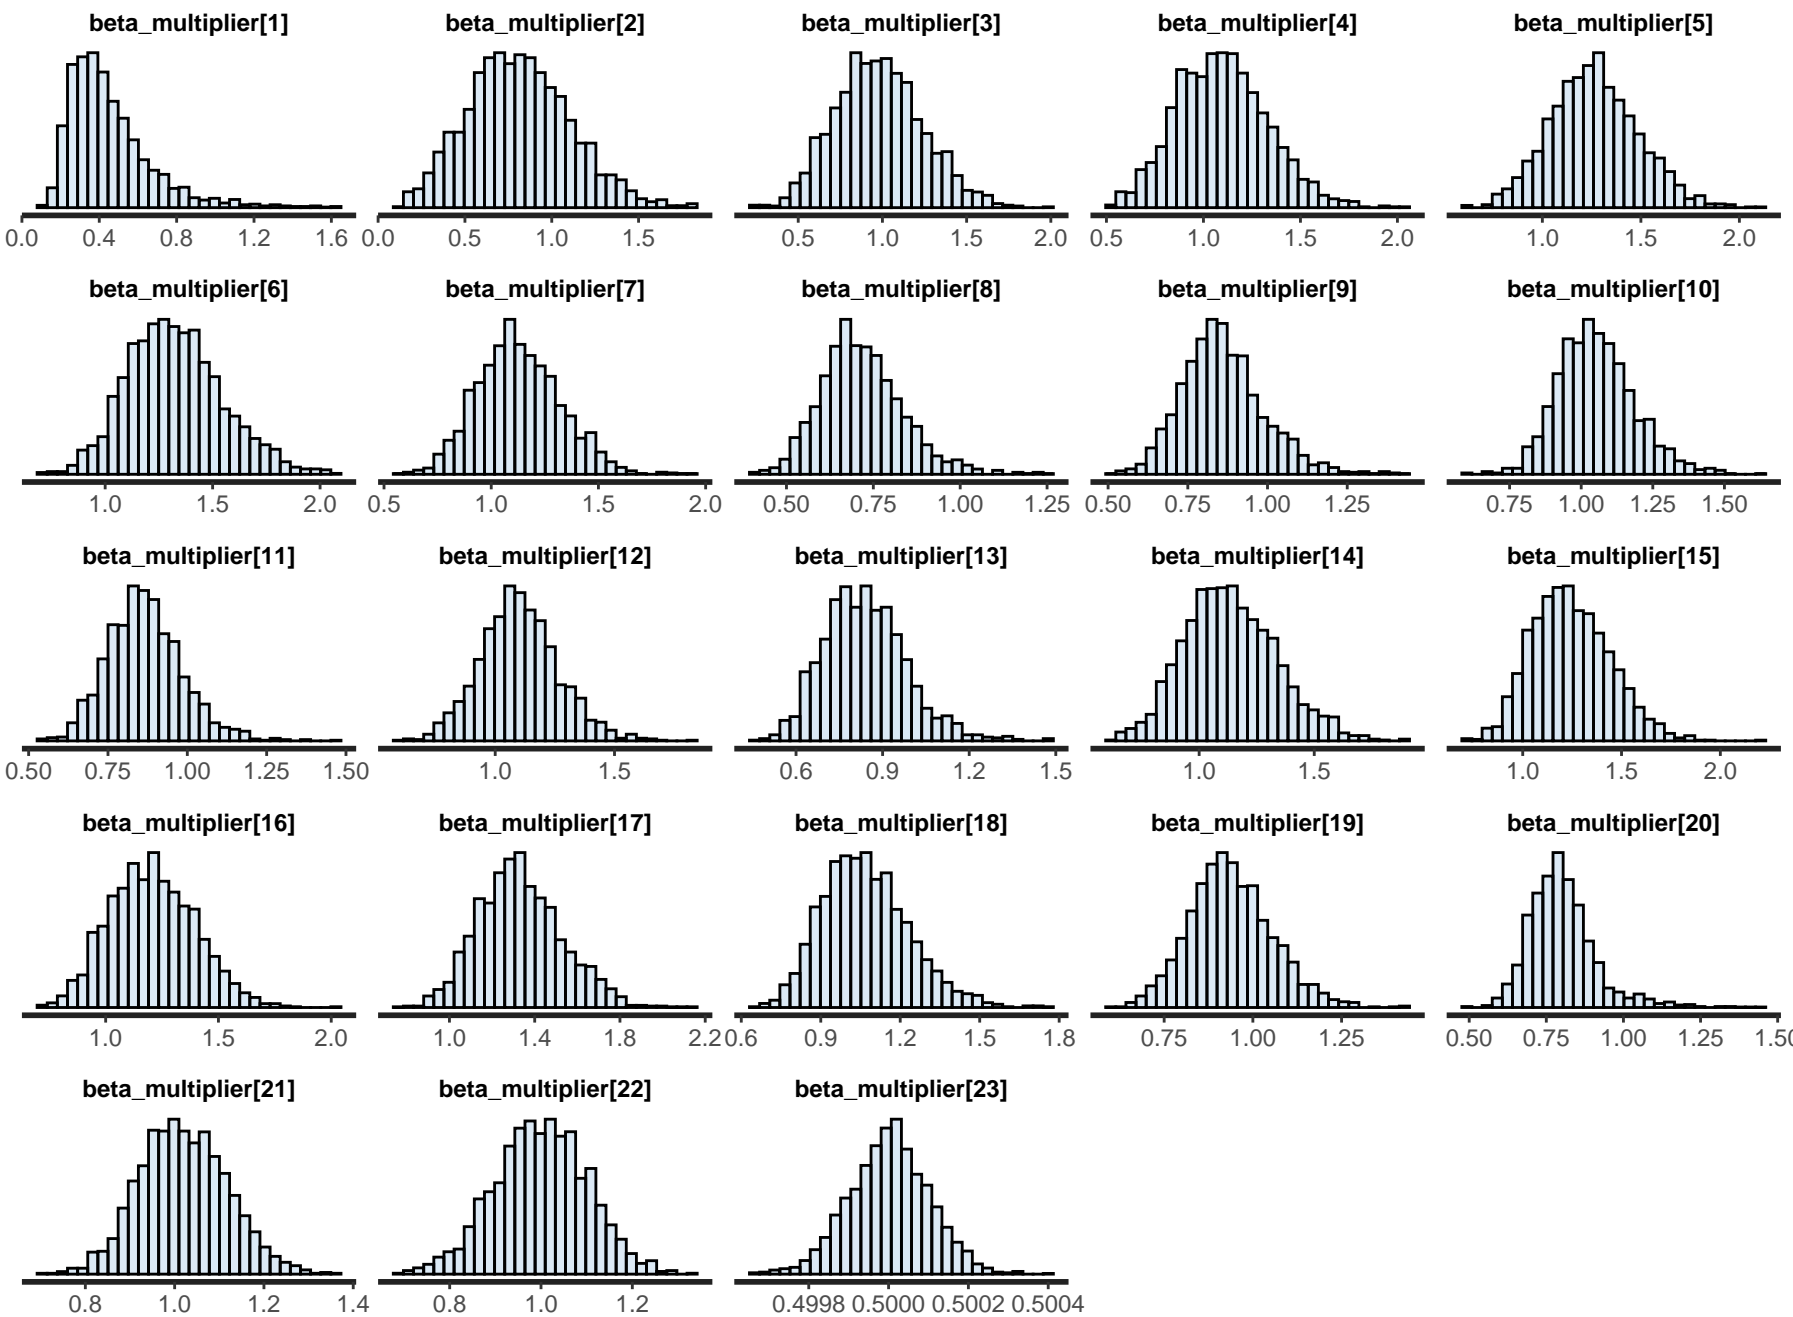 beta_multiplier[1] beta_multiplier[2] beta_multiplier[3] beta_multiplier[4] beta_multiplier[5]
0.0 0.4 0.8 1.2 1.6 0.0 0.5 1.0 1.5 0.5 1.0 1.5 2.0 0.5 1.0 1.5 2.0 1.0 1.5 2.0
beta_multiplier[6] beta_multiplier[7] beta_multiplier[8] beta_multiplier[9] beta_multiplier[10]
1.0 1.5 2.0 0.5 1.0 1.5 2.0 0.50 0.75 1.00 1.25 0.50 0.75 1.00 1.25 0.75 1.00 1.25 1.50
beta_multiplier[11] beta_multiplier[12] beta_multiplier[13] beta_multiplier[14] beta_multiplier[15]
0.50 0.75 1.00 1.25 1.50 1.0 1.5 0.6 0.9 1.2 1.5 1.0 1.5 1.0 1.5 2.0
beta_multiplier[16] beta_multiplier[17] beta_multiplier[18] beta_multiplier[19] beta_multiplier[20]
1.0 1.5 2.0 1.0 1.4 1.8 2.2 0.6 0.9 1.2 1.5 1.8 0.75 1.00 1.25 0.50 0.75 1.00 1.25 1.50
beta_multiplier[21] beta_multiplier[22] beta_multiplier[23]
0.8 1.0 1.2 1.4 0.8 1.0 1.2 0.4998 0.5000 0.5002 0.5004